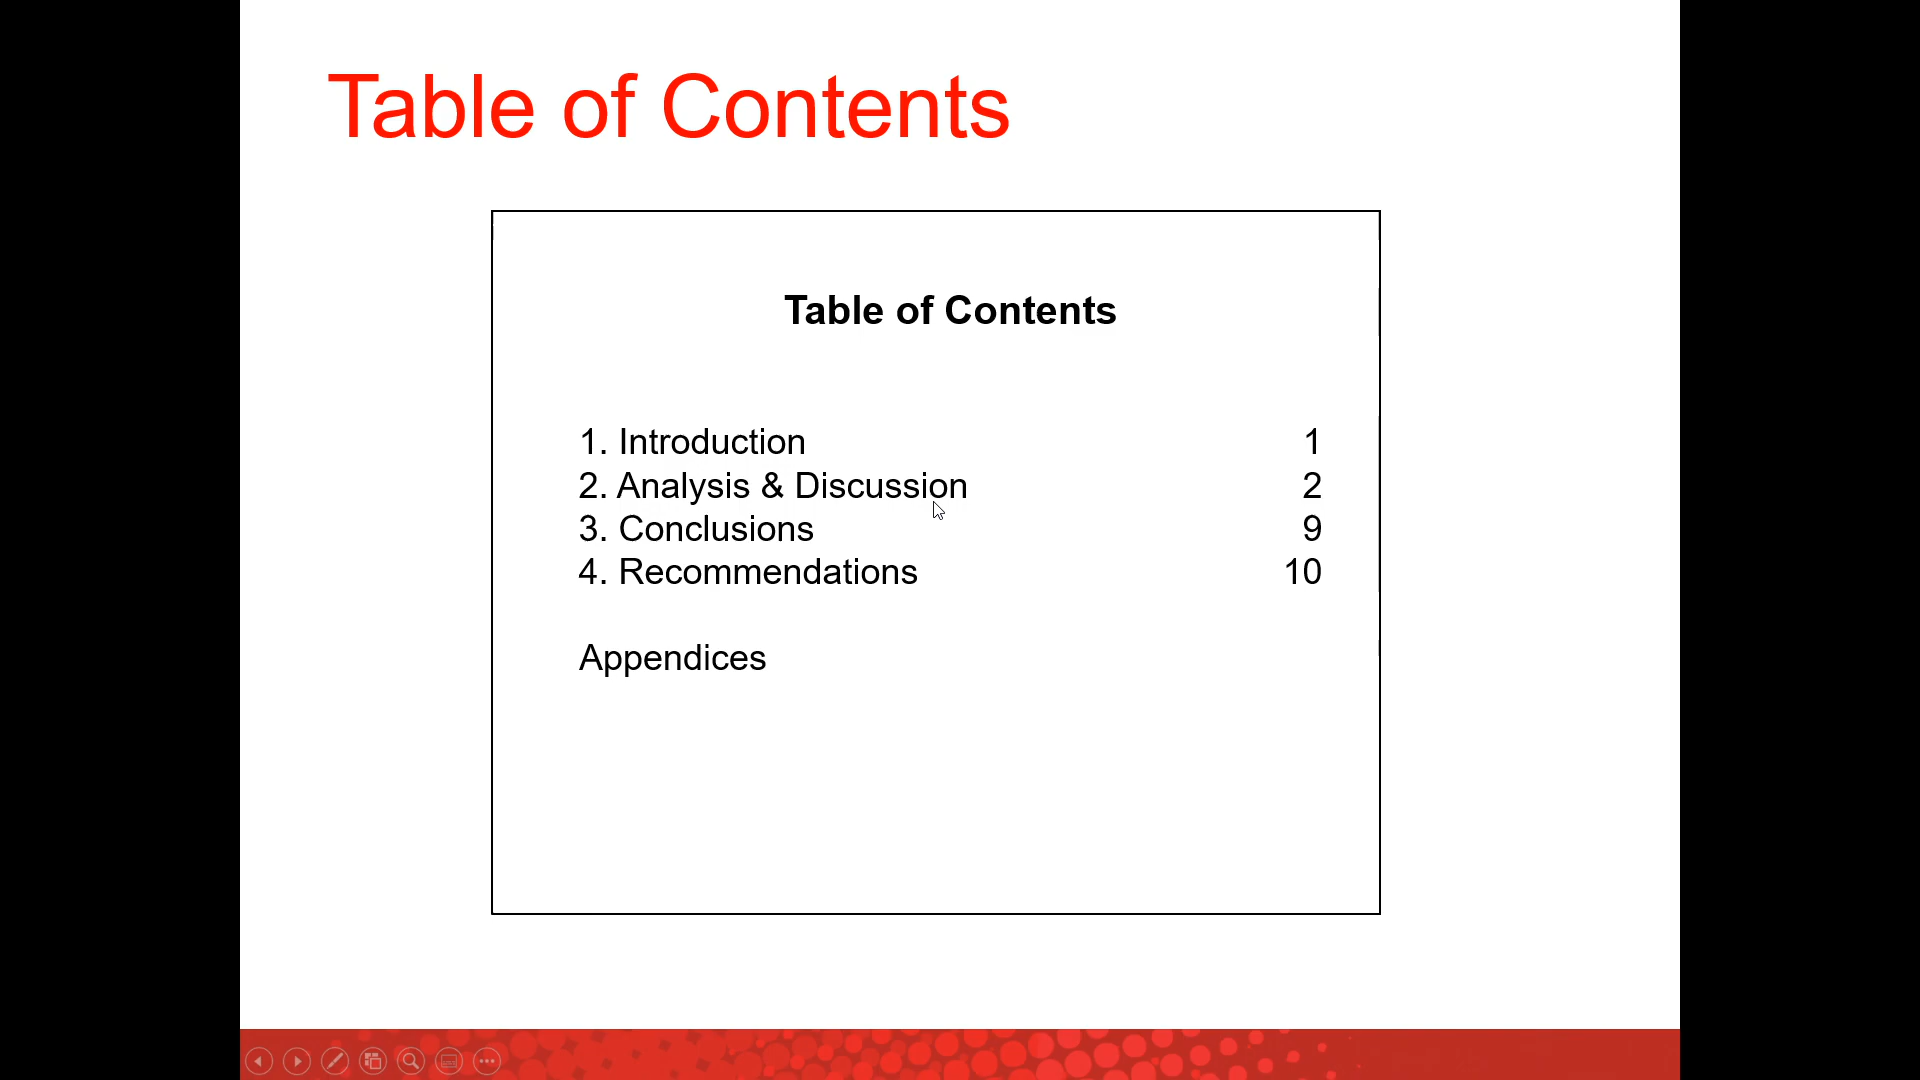 Table of Contents
Table of Contents
1. Introduction 1
2. Analysis & Discussion 2
3. Conclusions 9
4. Recommendations 10
Appendices